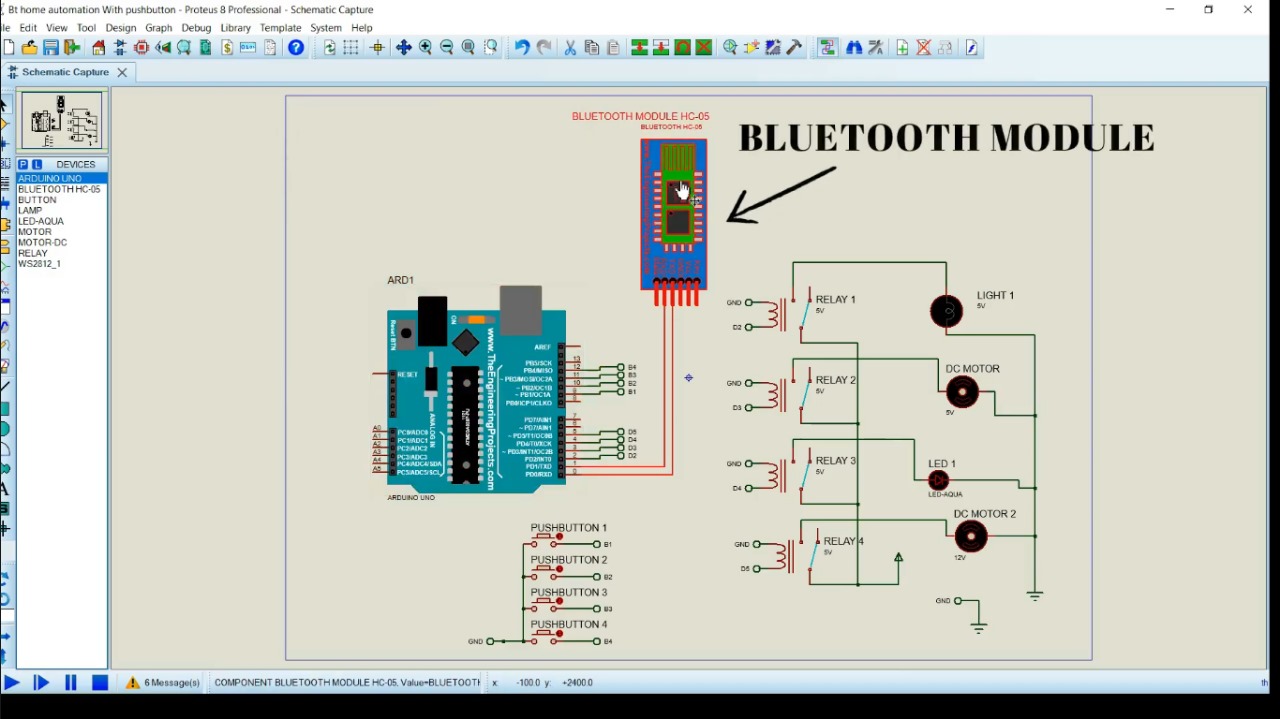 Bt home automation With pushbutton - Proteus 8 Professional - Schematic Capture
Edit View Tool Design Graph Debug Library Template System Help
Schematic Capture
P L DEVICES
ARDUINO UNO
BLUETOOTH HC-05
BUTTON
LAMP
LED-AQUA
MOTOR
MOTOR-DC
RELAY
WS2812_1
BLUETOOTH MODULE HC-05
BLUETOOTH HC-05
BLUETOOTH MODULE
ARD1
Reset BTN
ON
www.TheEngineeringProjects.com
ANALOG IN
RESET
AREF
13
PB5/SCK
12
PB4/MISO
11
~ PB3/MOSI/OC2A
10
~ PB2/OC1B
9
~ PB1/OC1A
8
PB0/ICP1/CLKO
7
PD7/AIN1
6
~ PD6/AIN1
5
~ PD5/T1/OC0B
4
PD4/T0/XCK
3
~ PD3/INT1/OC2B
2
PD2/INT0
1
PD1/TXD
0
PD0/RXD
A0 PC0/ADC0
A1 PC1/ADC1
A2 PC2/ADC2
A3 PC3/ADC3
A4 PC4/ADC4/SDA
A5 PC5/ADC5/SCL
ARDUINO UNO
B4
B3
B2
B1
D5
D4
D3
D2
PUSHBUTTON 1
B1
PUSHBUTTON 2
B2
PUSHBUTTON 3
B3
PUSHBUTTON 4
GND
B4
GND
D2
RELAY 1
5V
LIGHT 1
5V
GND
D3
RELAY 2
5V
DC MOTOR
5V
GND
D4
RELAY 3
5V
LED 1
LED-AQUA
GND
D5
RELAY 4
5V
DC MOTOR 2
12V
GND
6 Message(s)
COMPONENT BLUETOOTH MODULE HC-05, Value=BLUETOOT
x: -100.0 y: +2400.0
th